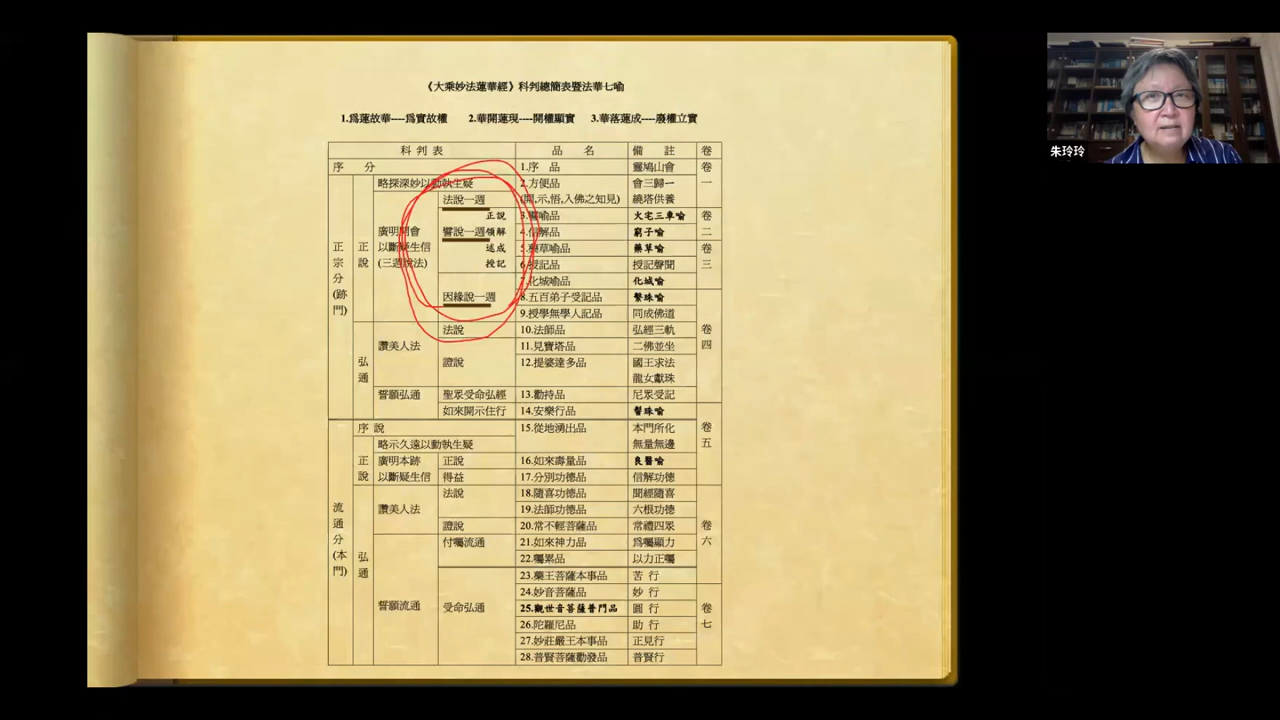 《大乘妙法蓮華經》科判總簡表暨法華七喻
1.為蓮故華----為實故權 2.華開蓮現----開權顯實 3.華落蓮成----廢權立實
科 判 表 品 名 備 註 卷
序 分 1.序 品 靈鳩山會 卷一
正宗分(跡門) 正說 略探深妙以動執生疑 2.方便品 會三歸一
(開,示,悟,入佛之知見) 繞塔供養
廣明開會 以斷疑生信 (三週說法) 法說一週
正說 3.譬喻品 火宅三車喻 卷二
譬說一週 領解 4.信解品 窮子喻
述成 5.藥草喻品 藥草喻 卷三
授記 6.授記品 授記聲聞
7.化城喻品 化城喻
因緣說一週 8.五百弟子受記品 繫珠喻 卷四
9.授學無學人記品 同成佛道
弘通 讚美人法 法說 10.法師品 弘經三軌
證說 11.見寶塔品 二佛並坐
12.提婆達多品 國王求法
龍女獻珠
誓願弘通 聖眾受命弘經 13.勸持品 尼眾受記
如來開示住行 14.安樂行品 髻珠喻 卷五
流通分(本門) 序 說 15.從地湧出品 本門所化
正說 略示久遠以動執生疑 無量無邊
廣明本跡 以斷疑生信 正說 16.如來壽量品 良醫喻
得益 17.分別功德品 信解功德
弘通 讚美人法 法說 18.隨喜功德品 聞經隨喜 卷六
19.法師功德品 六根功德
證說 20.常不輕菩薩品 常禮四眾
誓願流通 付囑流通 21.如來神力品 為囑顯力
22.囑累品 以力正囑
受命弘通 23.藥王菩薩本事品 苦 行
24.妙音菩薩品 妙 行 卷七
25.觀世音菩薩普門品 圓 行
26.陀羅尼品 助 行
27.妙莊嚴王本事品 正見行
28.普賢菩薩勸發品 普賢行
朱玲玲